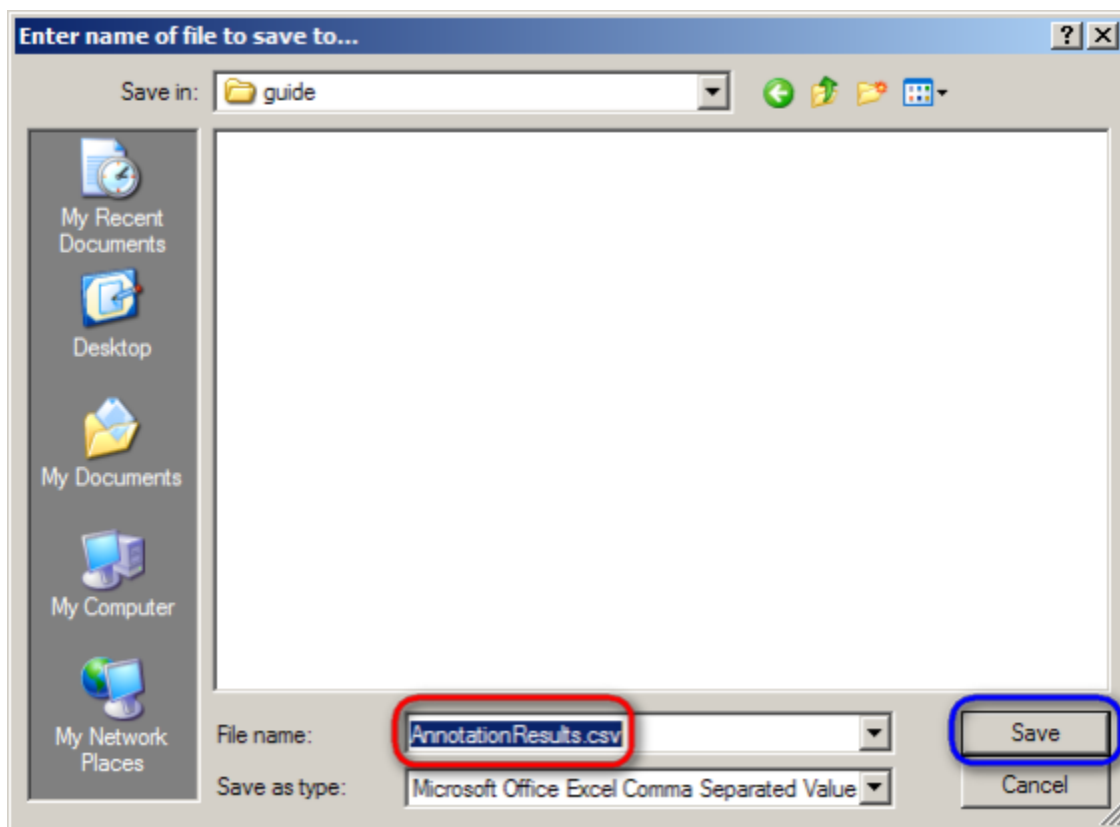 Enter name of file to save to...
Save in: guide
My Recent
Documents
Desktop
My Documents
My Computer
My Network
Places
File name: AnnotationResults.csv Save
Save as type: Microsoft Office Excel Comma Separated Value Cancel